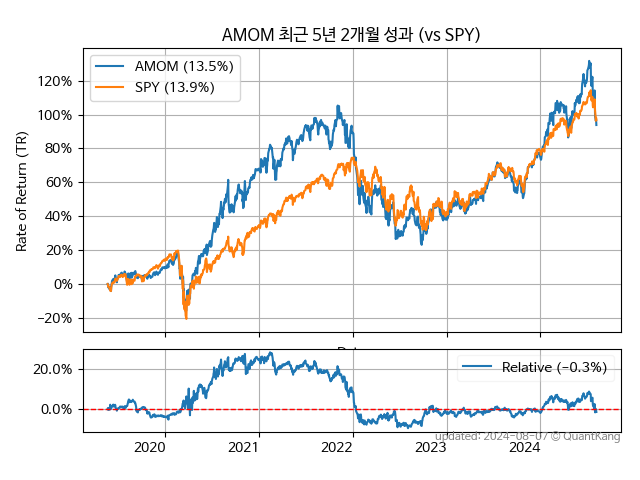 AMOM 최근 5년 2개월 성과 (vs SPY)
AMOM (13.5%)
SPY (13.9%)
Rate of Return (TR)
120%
100%
80%
60%
40%
20%
0%
−20%
20.0%
0.0%
Relative (−0.3%)
2020
2021
2022
2023
2024
updated: 2024-08-07 © QuantKang